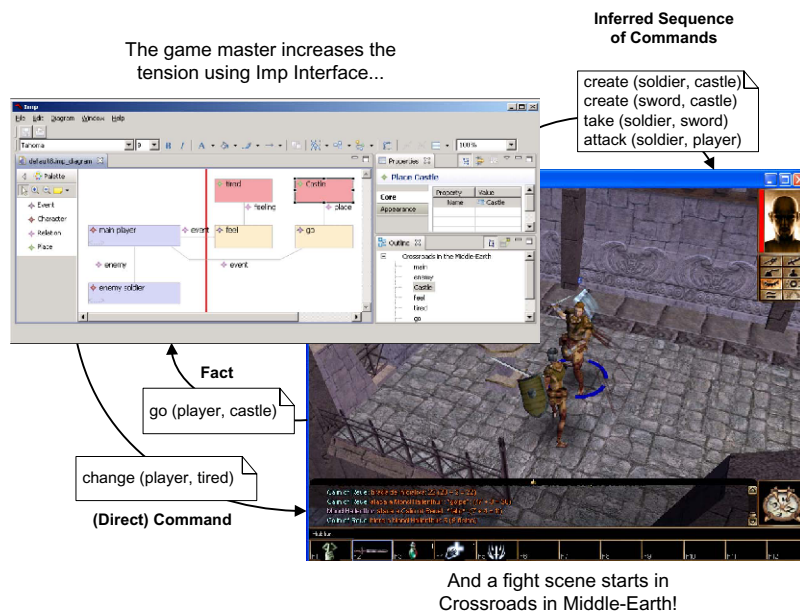 Inferred Sequence
of Commands
The game master increases the
tension using Imp Interface...
create (soldier, castle)
create (sword, castle)
take (soldier, sword)
attack (soldier, player)
Imp
File Edit Diagram Window Help
Tahoma 9 B I A 100%
default8.imp_diagram
Properties
Palette
Event
Character
Relation
Place
tired
Castle
feeling
place
main player
event
feel
go
enemy
event
enemy soldier
Place Castle
Core
Appearance
Property Value
Name Castle
Outline
Crossroads in the Middle-Earth
main
enemy
Castle
feel
tired
go
Fact
go (player, castle)
change (player, tired)
(Direct) Command
And a fight scene starts in
Crossroads in Middle-Earth!